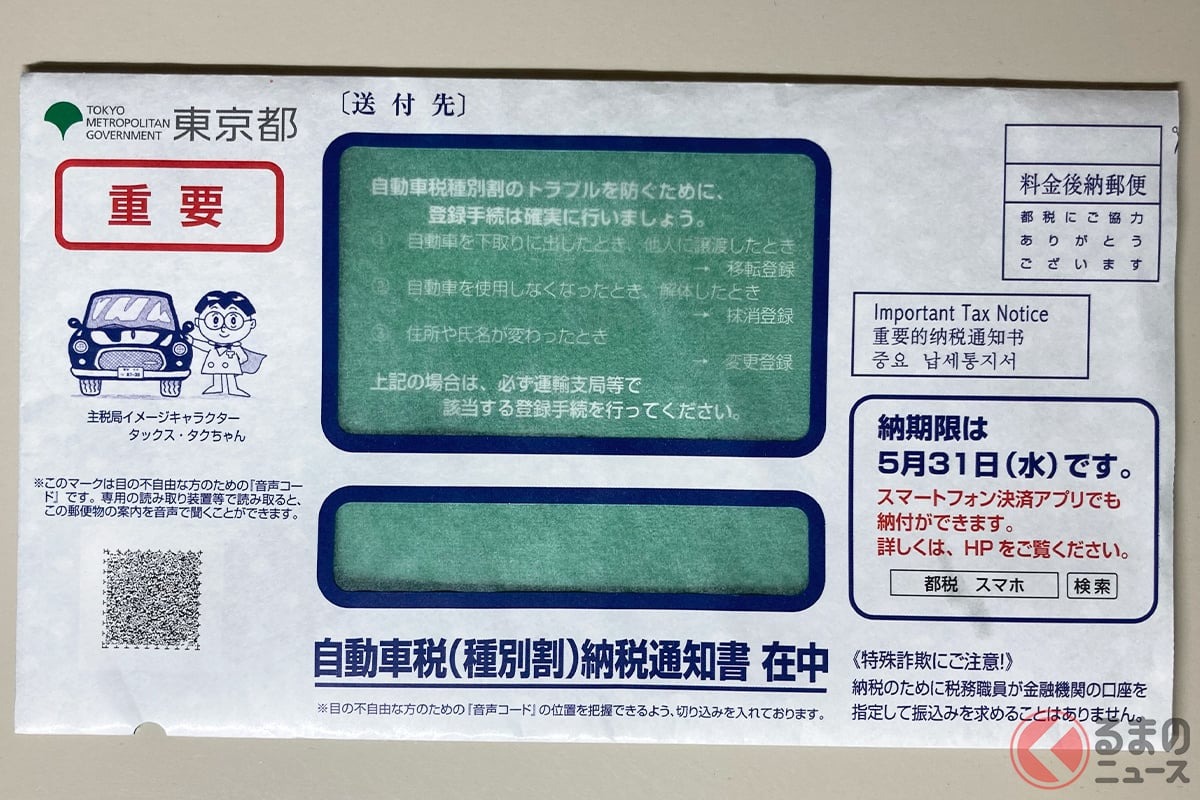 TOKYO
METROPOLITAN
GOVERNMENT
東京都
重要
主税局イメージキャラクター
タックス・タクちゃん
※このマークは目の不自由な方のための『音声コー
ド』です。専用の読み取り装置等で読み取ると、
この郵便物の案内を音声で聞くことができます。
〔送付先〕
自動車税種別割のトラブルを防ぐために、
登録手続は確実に行いましょう。
① 自動車を下取りに出したとき、他人に譲渡したとき
→ 移転登録
② 自動車を使用しなくなったとき、解体したとき
→ 抹消登録
③ 住所や氏名が変わったとき
→ 変更登録
上記の場合は、必ず運輸支局等で
該当する登録手続を行ってください。
自動車税(種別割)納税通知書 在中
※目の不自由な方のための『音声コード』の位置を把握できるよう、切り込みを入れております。
料金後納郵便
都税にご協力
ありがとう
ございます
Important Tax Notice
重要的纳税通知书
중요 납세통지서
納期限は
5月31日(水)です。
スマートフォン決済アプリでも
納付ができます。
詳しくは、HPをご覧ください。
都税 スマホ 検索
《特殊詐欺にご注意!》
納税のために税務職員が金融機関の口座を
指定して振込みを求めることはありません。
くるまの
ニュース